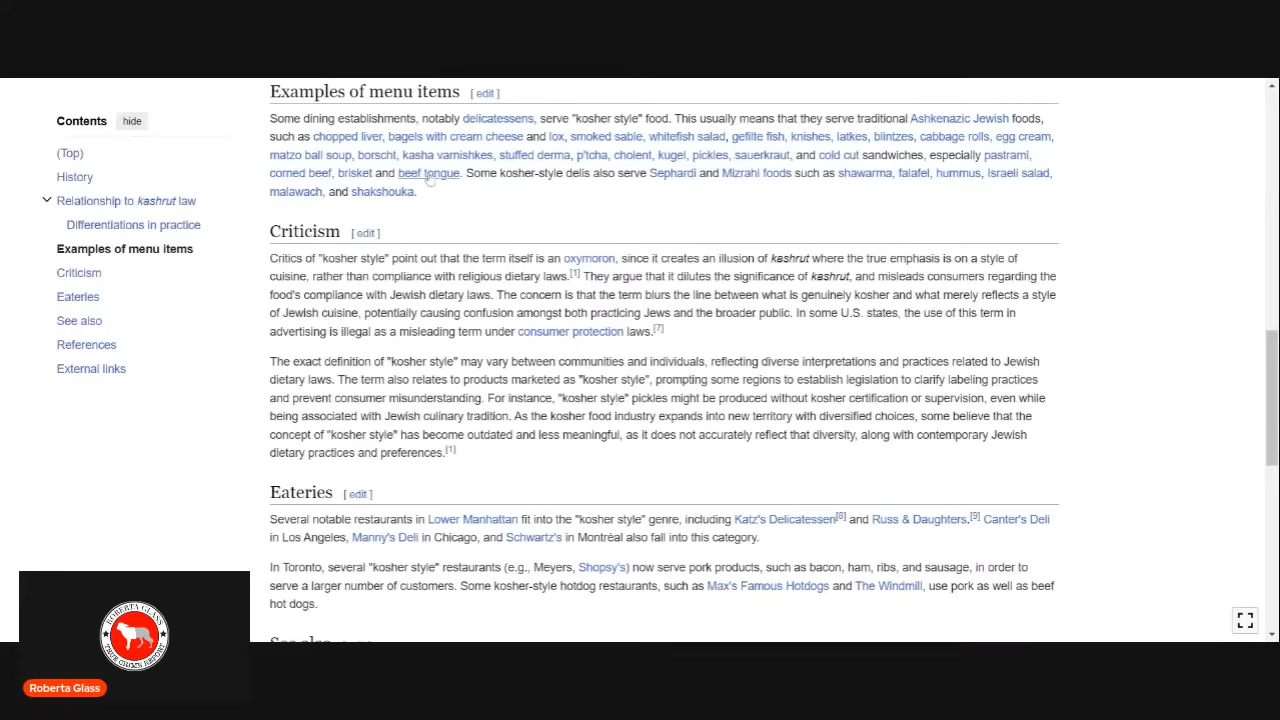 Contents hide
(Top)
History
Relationship to kashrut law
Differentiations in practice
Examples of menu items
Criticism
Eateries
See also
References
External links
Examples of menu items [ edit ]
Some dining establishments, notably delicatessens, serve "kosher style" food. This usually means that they serve traditional Ashkenazic Jewish foods,
such as chopped liver, bagels with cream cheese and lox, smoked sable, whitefish salad, gefilte fish, knishes, latkes, blintzes, cabbage rolls, egg cream,
matzo ball soup, borscht, kasha varnishkes, stuffed derma, p'tcha, cholent, kugel, pickles, sauerkraut, and cold cut sandwiches, especially pastrami,
corned beef, brisket and beef tongue. Some kosher-style delis also serve Sephardi and Mizrahi foods such as shawarma, falafel, hummus, Israeli salad,
malawach, and shakshouka.
Criticism [ edit ]
Critics of "kosher style" point out that the term itself is an oxymoron, since it creates an illusion of kashrut where the true emphasis is on a style of
cuisine, rather than compliance with religious dietary laws.[1] They argue that it dilutes the significance of kashrut, and misleads consumers regarding the
food's compliance with Jewish dietary laws. The concern is that the term blurs the line between what is genuinely kosher and what merely reflects a style
of Jewish cuisine, potentially causing confusion amongst both practicing Jews and the broader public. In some U.S. states, the use of this term in
advertising is illegal as a misleading term under consumer protection laws.[7]
The exact definition of "kosher style" may vary between communities and individuals, reflecting diverse interpretations and practices related to Jewish
dietary laws. The term also relates to products marketed as "kosher style", prompting some regions to establish legislation to clarify labeling practices
and prevent consumer misunderstanding. For instance, "kosher style" pickles might be produced without kosher certification or supervision, even while
being associated with Jewish culinary tradition. As the kosher food industry expands into new territory with diversified choices, some believe that the
concept of "kosher style" has become outdated and less meaningful, as it does not accurately reflect that diversity, along with contemporary Jewish
dietary practices and preferences.[1]
Eateries [ edit ]
Several notable restaurants in Lower Manhattan fit into the "kosher style" genre, including Katz's Delicatessen[8] and Russ & Daughters.[9] Canter's Deli
in Los Angeles, Manny's Deli in Chicago, and Schwartz's in Montréal also fall into this category.
In Toronto, several "kosher style" restaurants (e.g., Meyers, Shopsy's) now serve pork products, such as bacon, ham, ribs, and sausage, in order to
serve a larger number of customers. Some kosher-style hotdog restaurants, such as Max's Famous Hotdogs and The Windmill, use pork as well as beef
hot dogs.
See also
ROBERTA GLASS
TRUE CRIME REPORT
Roberta Glass